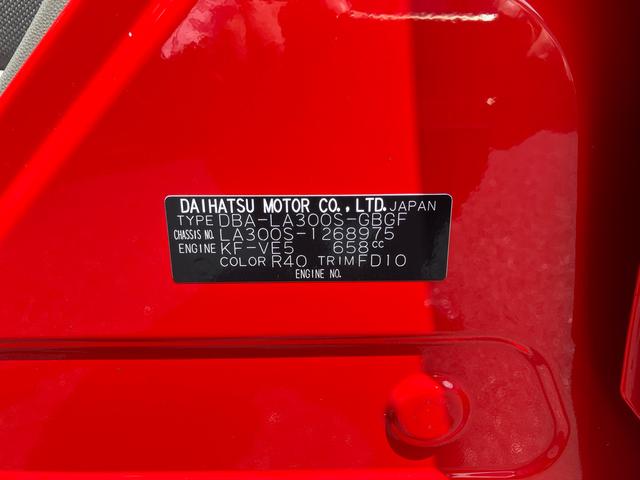 DAIHATSU MOTOR CO., LTD. JAPAN
TYPE DBA-LA300S-GBGF
CHASSIS NO. LA300S-1268975
ENGINE KF-VE5 658cc
COLOR R40 TRIM FD10
ENGINE NO.